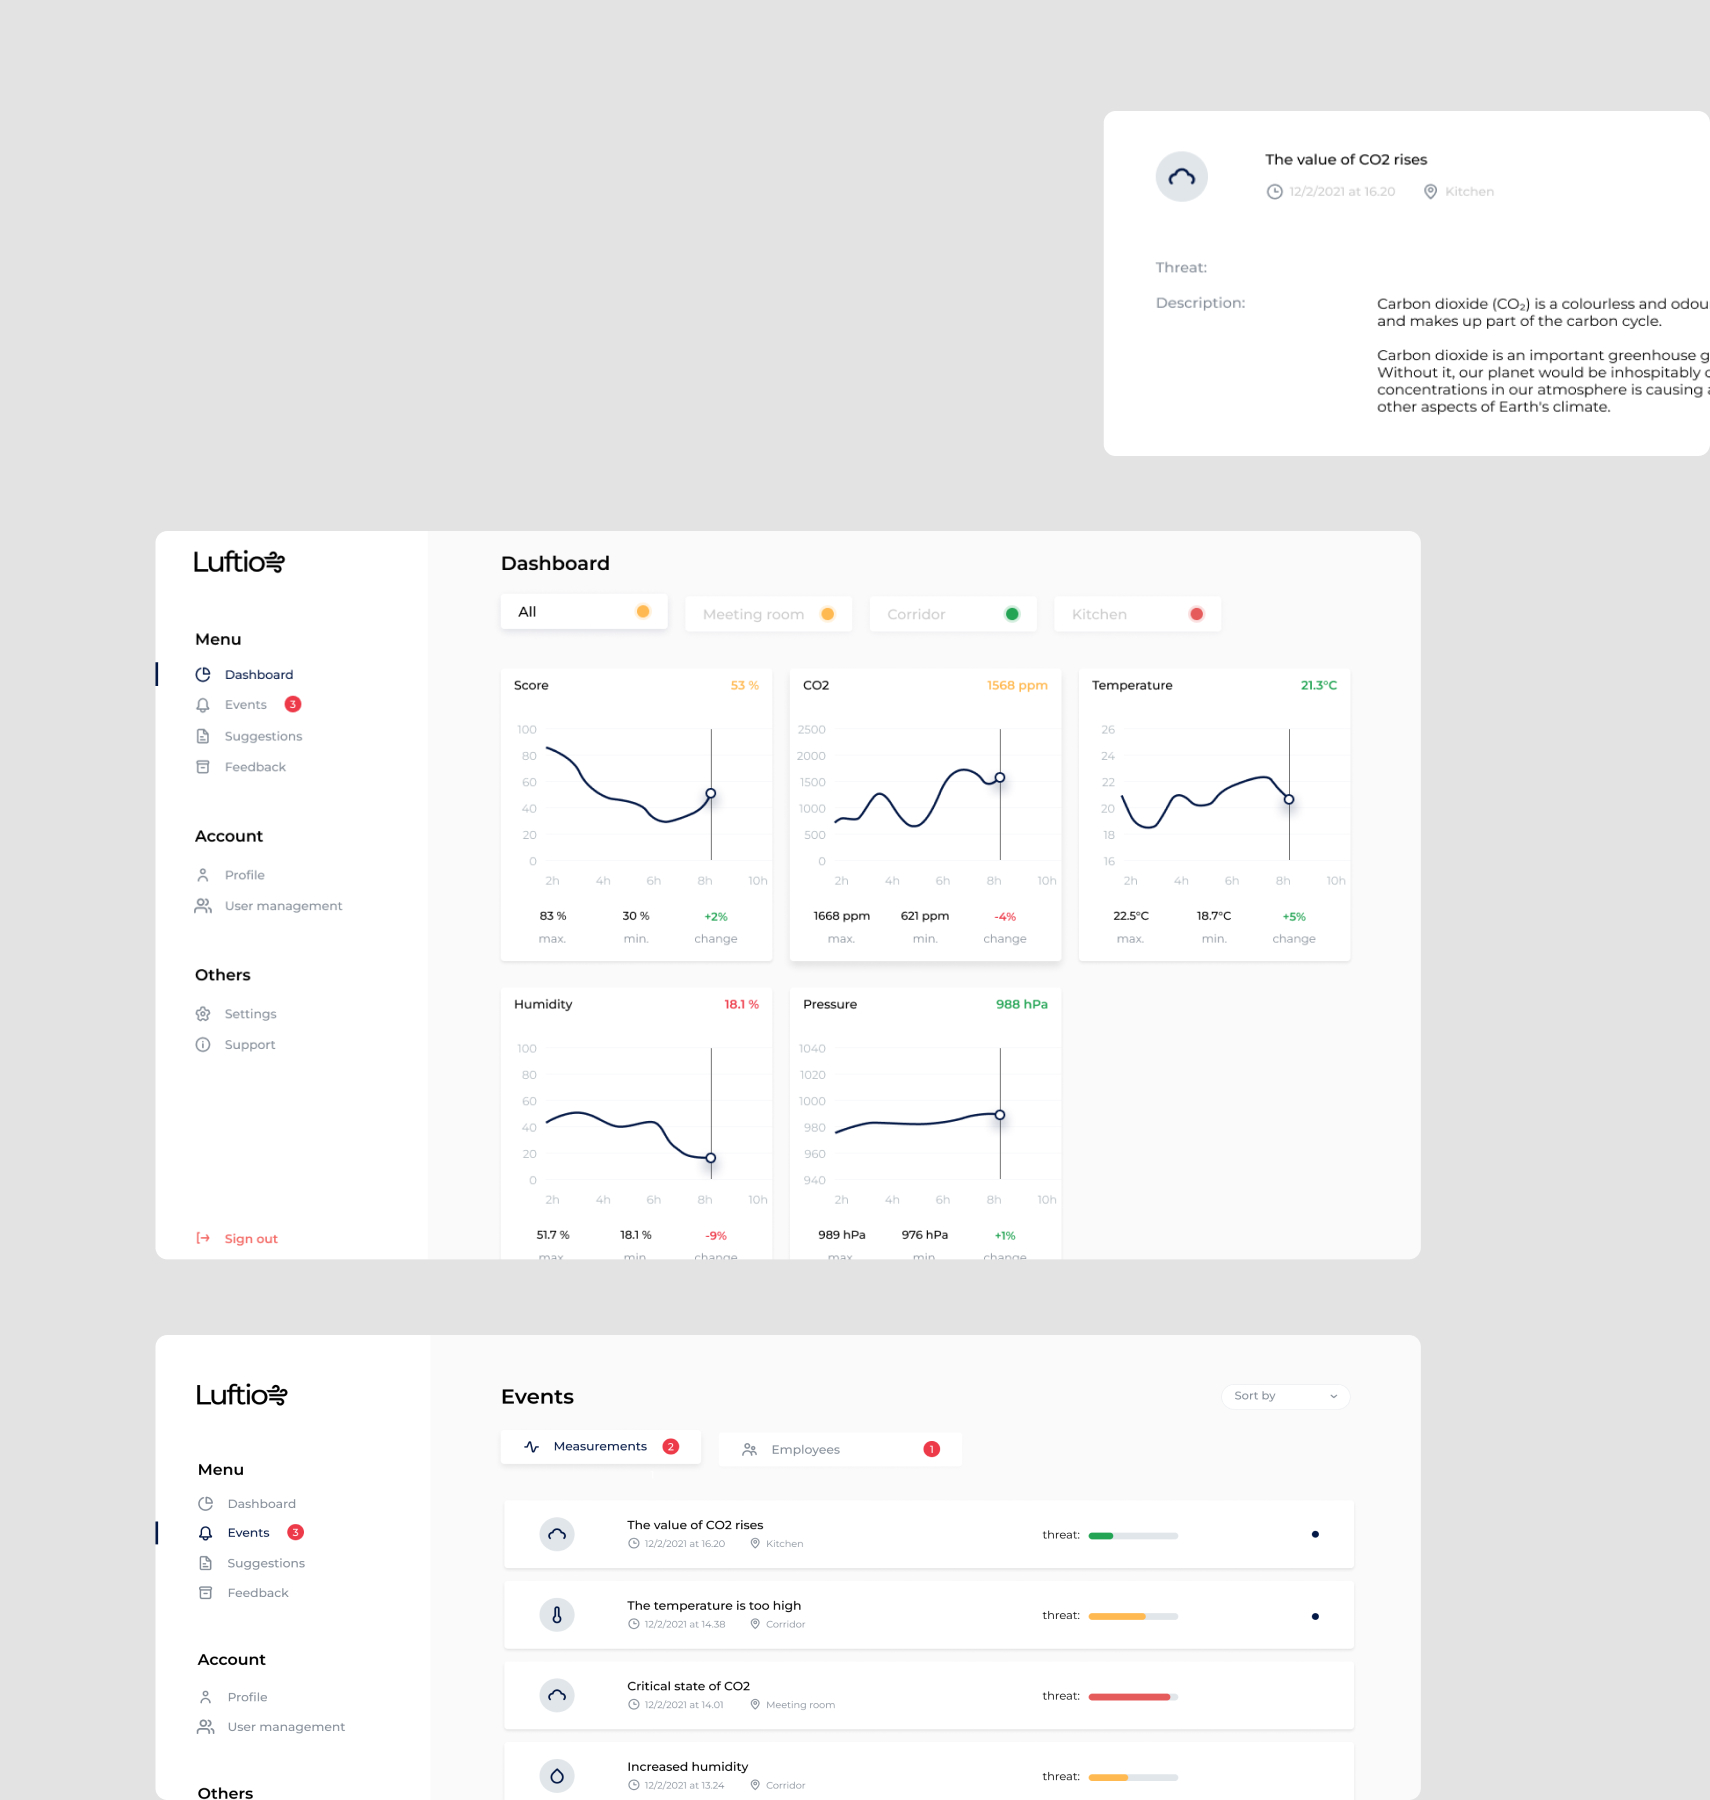 The value of CO2 rises
12/2/2021 at 16.20 Kitchen
Threat:
Description:
Carbon dioxide (CO₂) is a colourless and odou
and makes up part of the carbon cycle.
Carbon dioxide is an important greenhouse g
Without it, our planet would be inhospitably
concentrations in our atmosphere is causing
other aspects of Earth's climate.
Luftio
Menu
Dashboard
Events 3
Suggestions
Feedback
Account
Profile
User management
Others
Settings
Support
Sign out
Dashboard
All Meeting room Corridor Kitchen
Score 53 %
100
80
60
40
20
0
2h 4h 6h 8h 10h
83 % 30 % +2%
max. min. change
CO2 1568 ppm
2500
2000
1500
1000
500
0
2h 4h 6h 8h 10h
1668 ppm 621 ppm -4%
max. min. change
Temperature 21.3°C
26
24
22
20
18
16
2h 4h 6h 8h 10h
22.5°C 18.7°C +5%
max. min. change
Humidity 18.1 %
100
80
60
40
20
0
2h 4h 6h 8h 10h
51.7 % 18.1 % -9%
max. min. change
Pressure 988 hPa
1040
1020
1000
980
960
940
2h 4h 6h 8h 10h
989 hPa 976 hPa +1%
max. min. change
Luftio
Menu
Dashboard
Events 3
Suggestions
Feedback
Account
Profile
User management
Others
Events
Sort by
Measurements 2 Employees 1
The value of CO2 rises
12/2/2021 at 16.20 Kitchen
threat:
The temperature is too high
12/2/2021 at 14.38 Corridor
threat:
Critical state of CO2
12/2/2021 at 14.01 Meeting room
threat:
Increased humidity
12/2/2021 at 13.24 Corridor
threat: